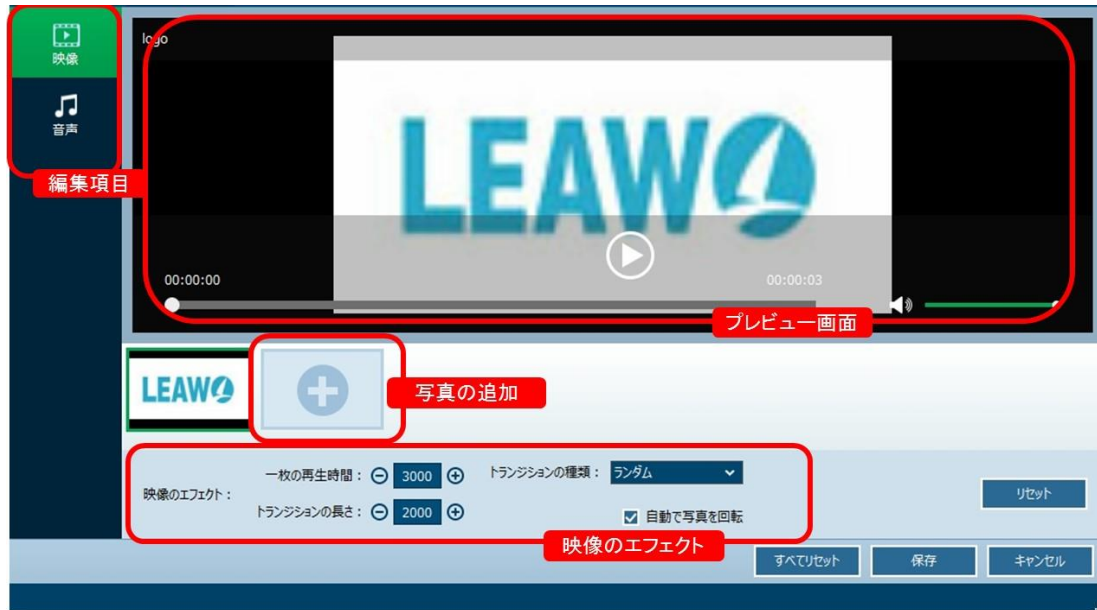 映像
音声
編集項目
logo
LEAWO
00:00:00
00:00:03
プレビュー画面
LEAWO
写真の追加
映像のエフェクト：
一枚の再生時間：
3000
トランジションの種類：
ランダム
トランジションの長さ：
2000
自動で写真を回転
リセット
映像のエフェクト
すべてリセット
保存
キャンセル